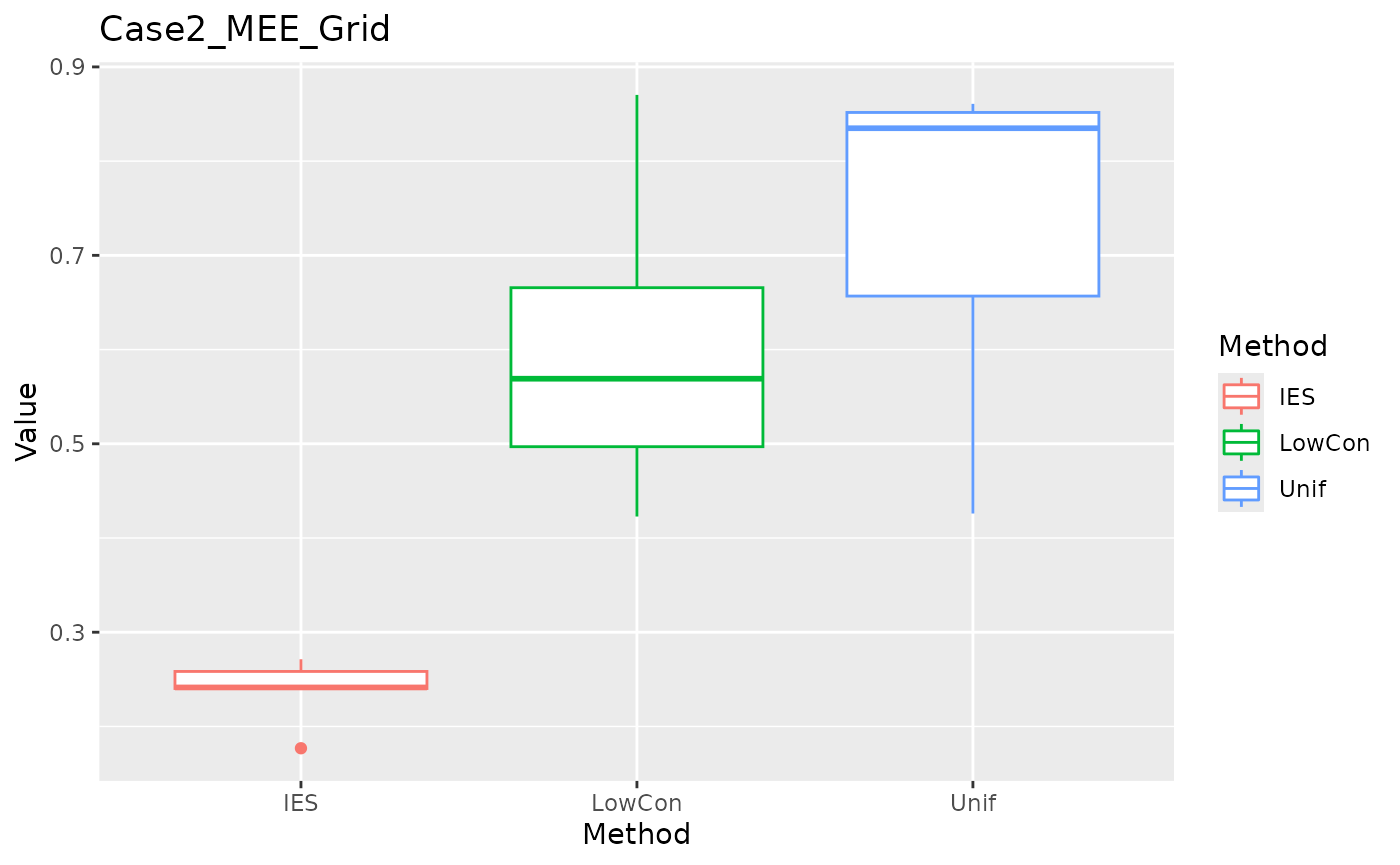 Case2_MEE_Grid
0.9
0.7
0.5
0.3
Value
IES
LowCon
Unif
Method
Method
IES
LowCon
Unif